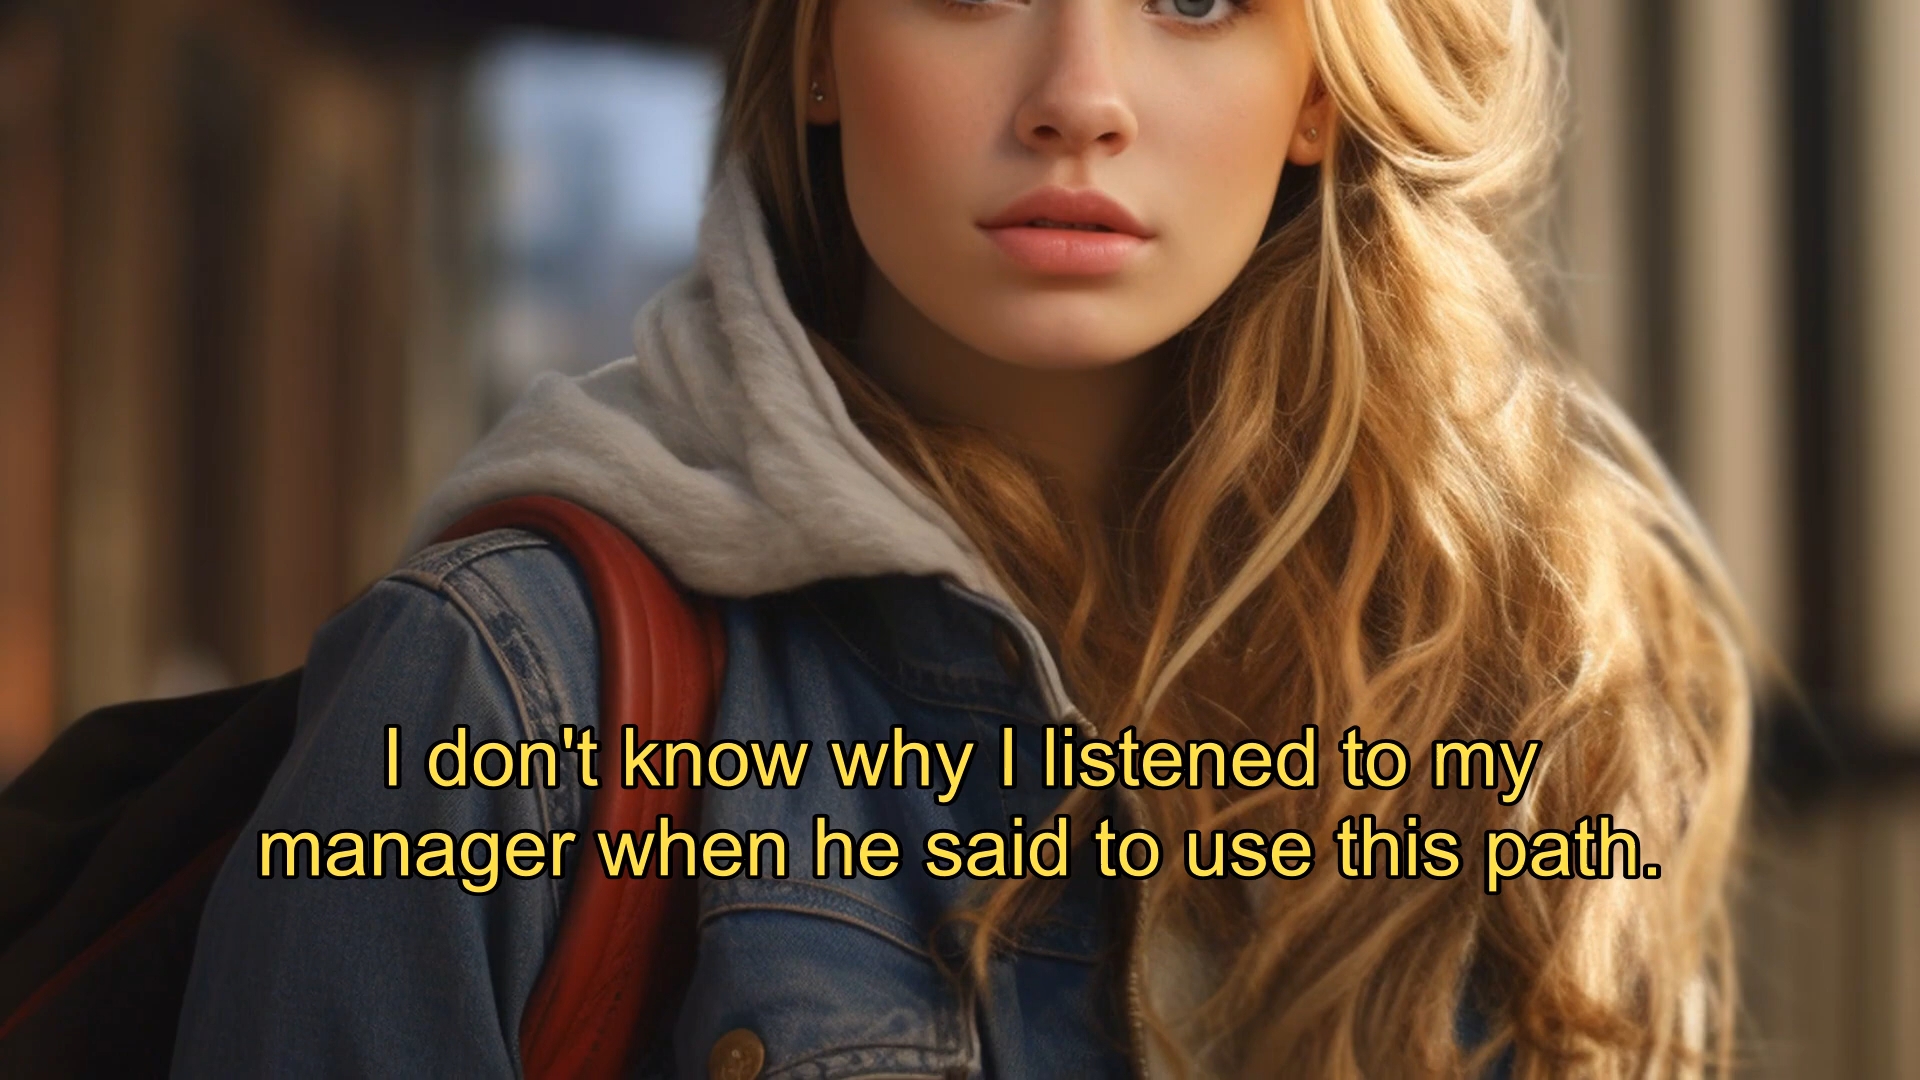 I don't know why I listened to my
manager when he said to use this path.